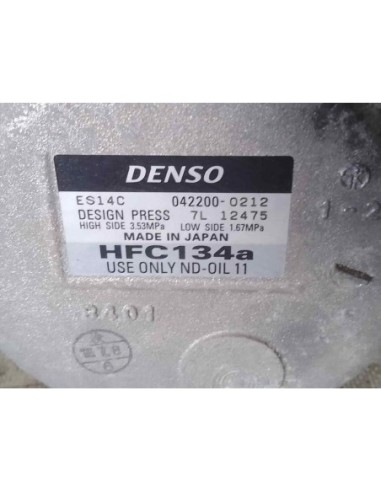 DENSO
ES14C 042200-0212
DESIGN PRESS 7L 12475
HIGH SIDE 3.53MPa LOW SIDE 1.67MPa
MADE IN JAPAN
HFC134a
USE ONLY ND-OIL 11